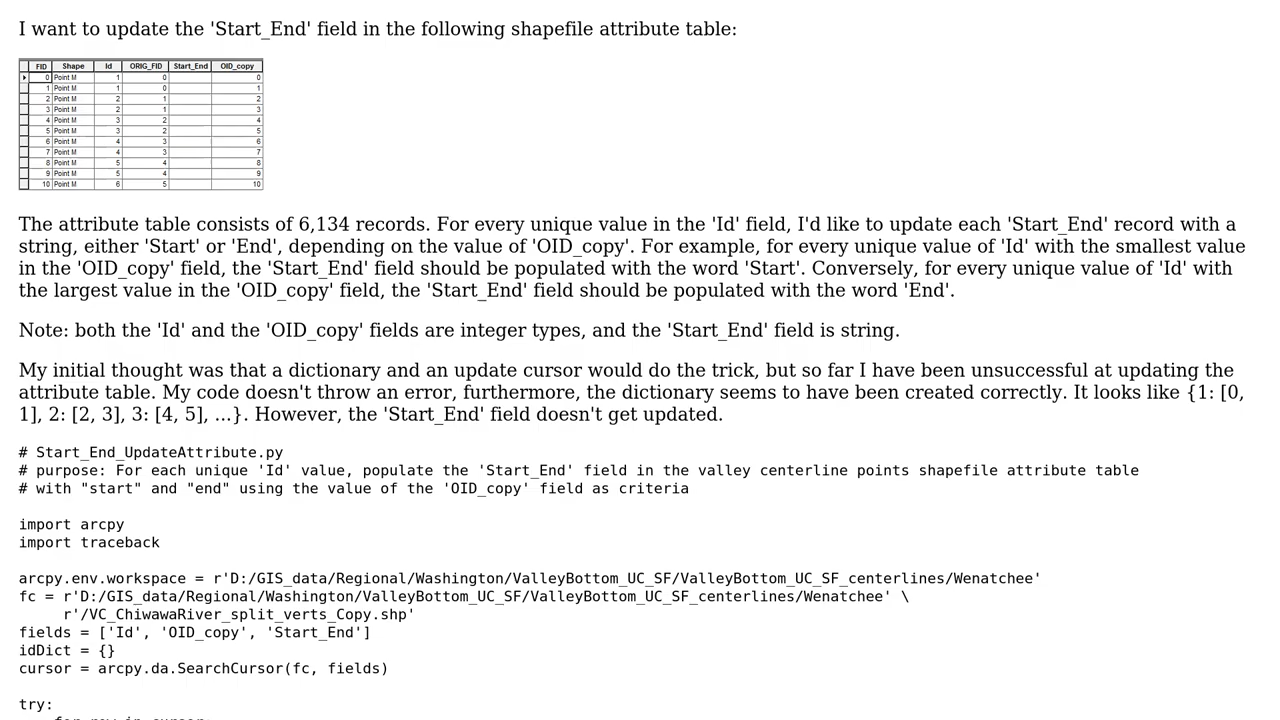 I want to update the 'Start_End' field in the following shapefile attribute table:
FID Shape Id ORIG_FID Start_End OID_copy
0 Point M 1 0 0
1 Point M 1 0 1
2 Point M 2 1 2
3 Point M 2 1 3
4 Point M 3 2 4
5 Point M 3 2 5
6 Point M 4 3 6
7 Point M 4 3 7
8 Point M 5 4 8
9 Point M 5 4 9
10 Point M 6 5 10
The attribute table consists of 6,134 records. For every unique value in the 'Id' field, I'd like to update each 'Start_End' record with a
string, either 'Start' or 'End', depending on the value of 'OID_copy'. For example, for every unique value of 'Id' with the smallest value
in the 'OID_copy' field, the 'Start_End' field should be populated with the word 'Start'. Conversely, for every unique value of 'Id' with
the largest value in the 'OID_copy' field, the 'Start_End' field should be populated with the word 'End'.
Note: both the 'Id' and the 'OID_copy' fields are integer types, and the 'Start_End' field is string.
My initial thought was that a dictionary and an update cursor would do the trick, but so far I have been unsuccessful at updating the
attribute table. My code doesn't throw an error, furthermore, the dictionary seems to have been created correctly. It looks like {1: [0,
1], 2: [2, 3], 3: [4, 5], ...}. However, the 'Start_End' field doesn't get updated.
# Start_End_UpdateAttribute.py
# purpose: For each unique 'Id' value, populate the 'Start_End' field in the valley centerline points shapefile attribute table
# with "start" and "end" using the value of the 'OID_copy' field as criteria
import arcpy
import traceback
arcpy.env.workspace = r'D:/GIS_data/Regional/Washington/ValleyBottom_UC_SF/ValleyBottom_UC_SF_centerlines/Wenatchee'
fc = r'D:/GIS_data/Regional/Washington/ValleyBottom_UC_SF/ValleyBottom_UC_SF_centerlines/Wenatchee' \
r'/VC_ChiwawaRiver_split_verts_Copy.shp'
fields = ['Id', 'OID_copy', 'Start_End']
idDict = {}
cursor = arcpy.da.SearchCursor(fc, fields)
try: